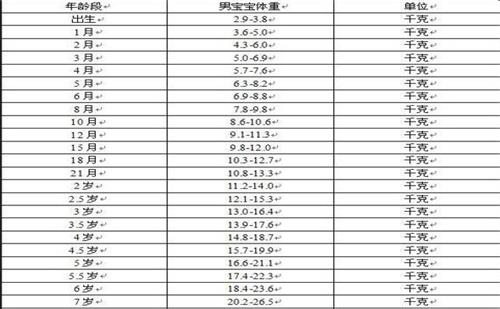 年龄段 男宝宝体重 单位
出生 2.9-3.8 千克
1月 3.6-5.0 千克
2月 4.3-6.0 千克
3月 5.0-6.9 千克
4月 5.7-7.6 千克
5月 6.3-8.2 千克
6月 6.9-8.8 千克
8月 7.8-9.8 千克
10月 8.6-10.6 千克
12月 9.1-11.3 千克
15月 9.8-12.0 千克
18月 10.3-12.7 千克
21月 10.8-13.3 千克
2岁 11.2-14.0 千克
2.5岁 12.1-15.3 千克
3岁 13.0-16.4 千克
3.5岁 13.9-17.6 千克
4岁 14.8-18.7 千克
4.5岁 15.7-19.9 千克
5岁 16.6-21.1 千克
5.5岁 17.4-22.3 千克
6岁 18.4-23.6 千克
7岁 20.2-26.5 千克